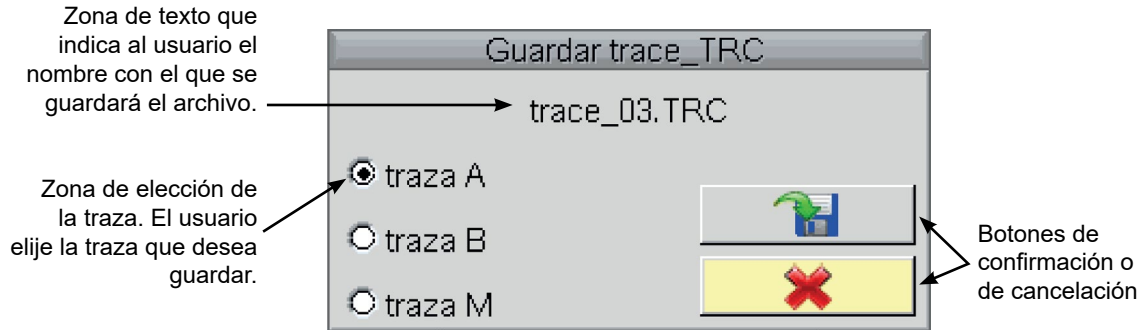 Zona de texto que
indica al usuario el
nombre con el que se
guardará el archivo.
Guardar trace_TRC
trace_03.TRC
Zona de elección de
la traza. El usuario
elije la traza que desea
guardar.
traza A
traza B
traza M
Botones de
confirmación o
de cancelación